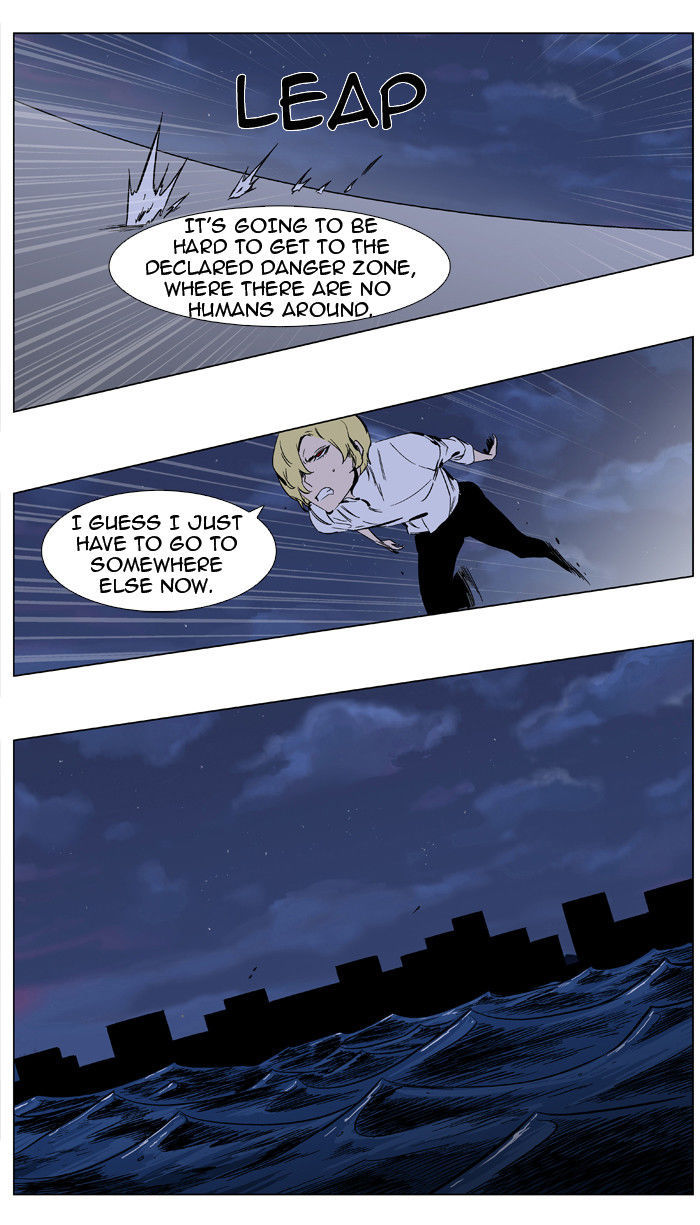 LEAP
IT'S GOING TO BE
HARD TO GET TO THE
DECLARED DANGER ZONE,
WHERE THERE ARE NO
HUMANS AROUND.
I GUESS I JUST
HAVE TO GO TO
SOMEWHERE
ELSE NOW.